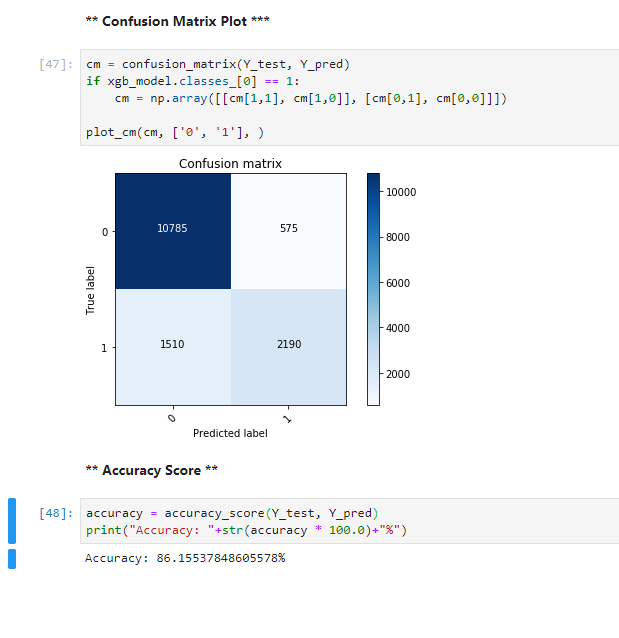 ** Confusion Matrix Plot ***
[47]: cm = confusion_matrix(Y_test, Y_pred)
if xgb_model.classes_[0] == 1:
    cm = np.array([[cm[1,1], cm[1,0]], [cm[0,1], cm[0,0]]])
plot_cm(cm, ['0', '1'], )
Confusion matrix
10000
8000
6000
4000
2000
True label
0
10785 575
1
1510 2190
0 1
Predicted label
** Accuracy Score **
[48]: accuracy = accuracy_score(Y_test, Y_pred)
print("Accuracy: "+str(accuracy * 100.0)+"%")
Accuracy: 86.15537848605578%